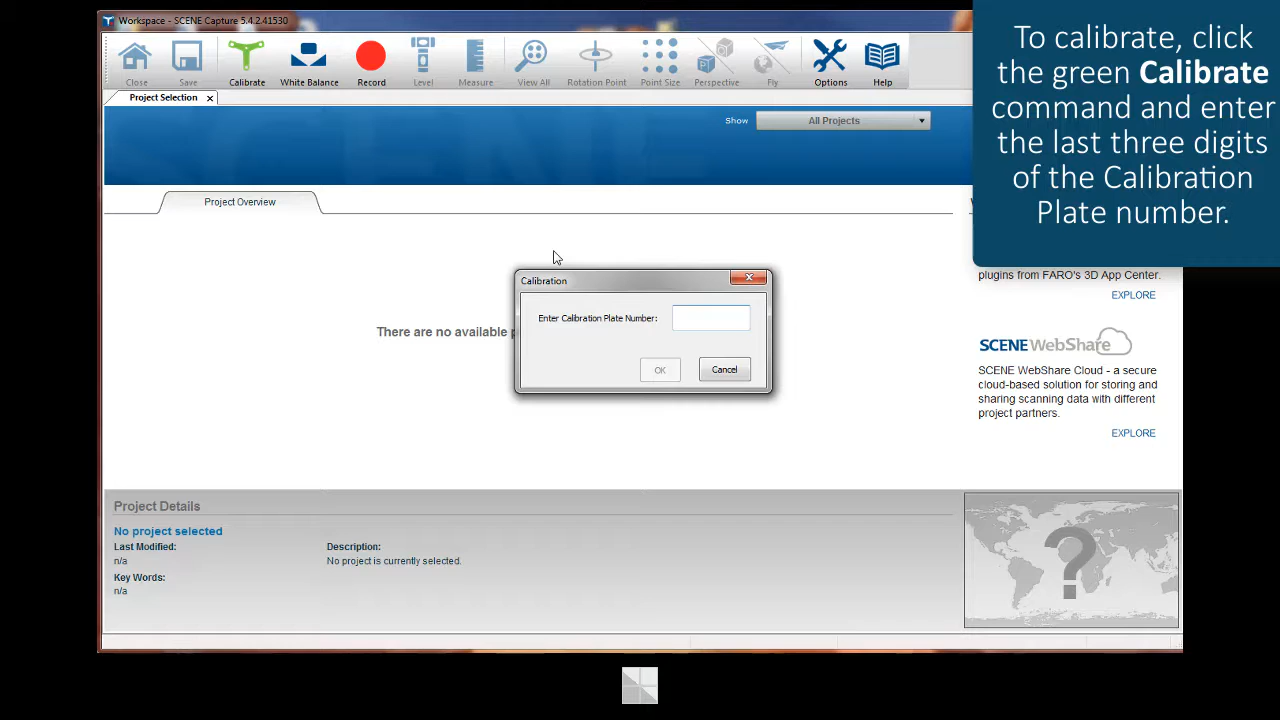 Workspace - SCENE Capture 5.4.2.41530
Close
Save
Calibrate
White Balance
Record
Level
Measure
View All
Rotation Point
Point Size
Perspective
Fly
Options
Help
To calibrate, click
the green Calibrate
command and enter
the last three digits
of the Calibration
Plate number.
Project Selection x
Show
All Projects
Project Overview
There are no available
Calibration
Enter Calibration Plate Number:
OK
Cancel
plugins from FARO's 3D App Center.
EXPLORE
SCENE WebShare
SCENE WebShare Cloud - a secure
cloud-based solution for storing and
sharing scanning data with different
project partners.
EXPLORE
Project Details
No project selected
Last Modified:
n/a
Key Words:
n/a
Description:
No project is currently selected.
?